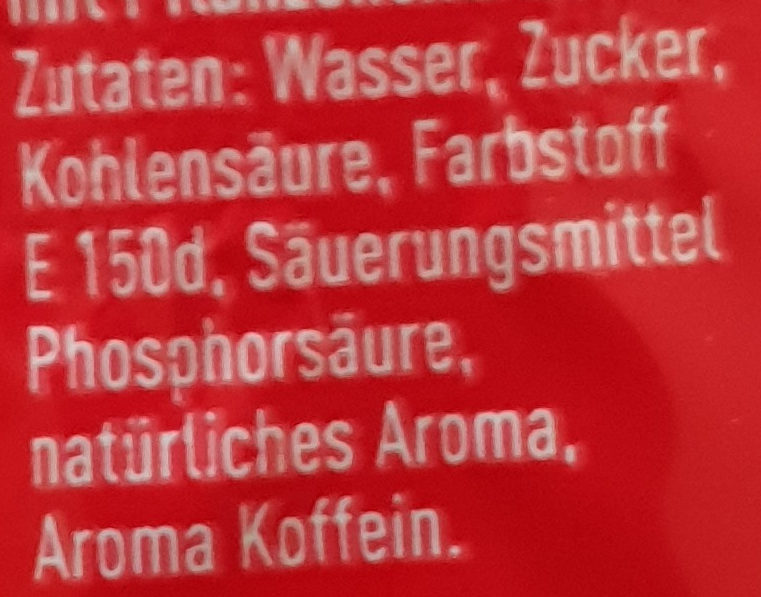 Zutaten: Wasser, Zucker,
Kohlensäure, Farbstoff
E 150d, Säuerungsmittel
Phosphorsäure,
natürliches Aroma,
Aroma Koffein.